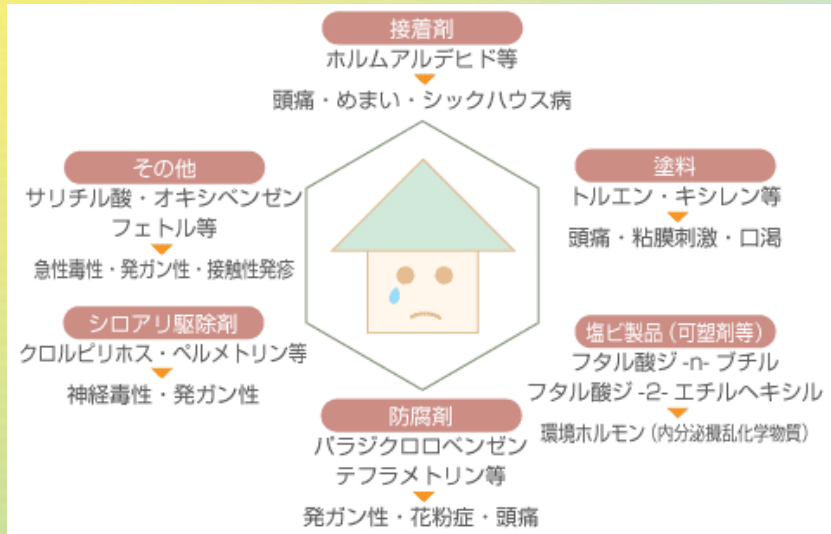 接着剤
ホルムアルデヒド等
頭痛・めまい・シックハウス病
その他
サリチル酸・オキシベンゼン
フェトル等
急性毒性・発ガン性・接触性発疹
塗料
トルエン・キシレン等
頭痛・粘膜刺激・口渇
シロアリ駆除剤
クロルピリホス・ペルメトリン等
神経毒性・発ガン性
塩ビ製品（可塑剤等）
フタル酸ジ -n- ブチル
フタル酸ジ -2- エチルヘキシル
環境ホルモン（内分泌攪乱化学物質）
防腐剤
パラジクロロベンゼン
テフラメトリン等
発ガン性・花粉症・頭痛